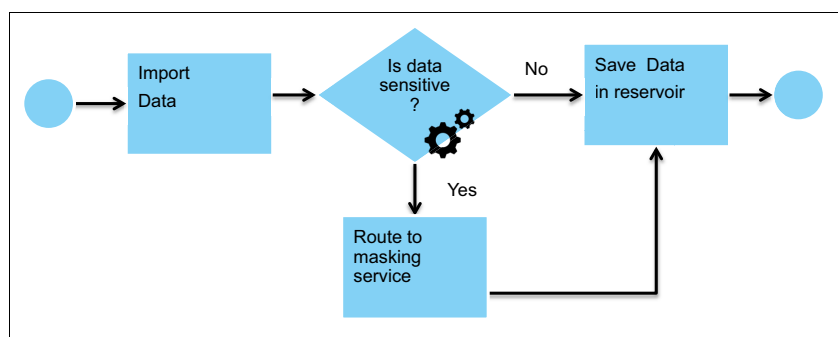 Import
Data
Is data
sensitive
?
No
Save Data
in reservoir
Yes
Route to
masking
service